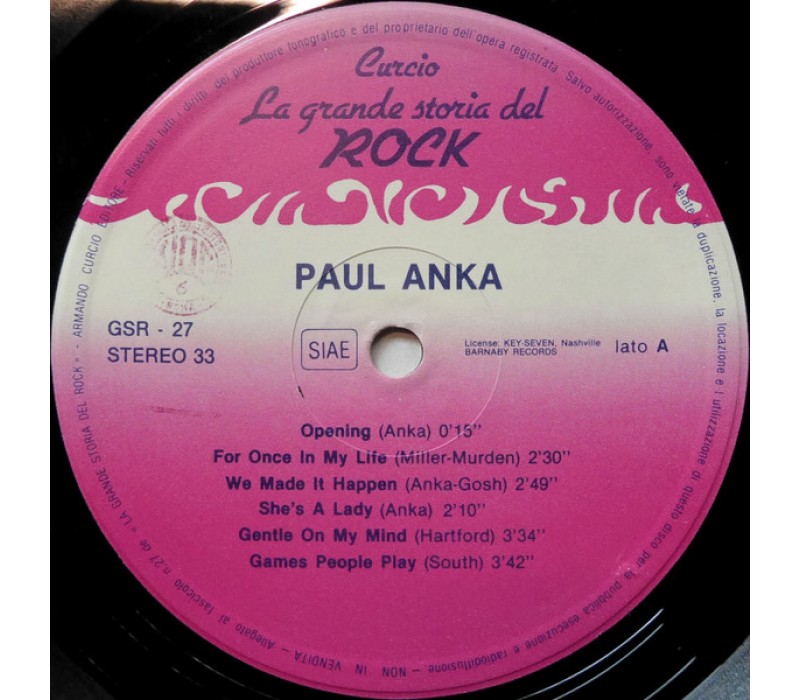 Curcio
La grande storia del
ROCK
PAUL ANKA
GSR - 27
STEREO 33
SIAE
License: KEY-SEVEN, Nashville
BARNABY RECORDS
lato A
Opening (Anka) 0'15''
For Once In My Life (Miller-Murden) 2'30''
We Made It Happen (Anka-Gosh) 2'49''
She's A Lady (Anka) 2'10''
Gentle On My Mind (Hartford) 3'34''
Games People Play (South) 3'42''
Allegato al fascicolo n.27 de « LA GRANDE STORIA DEL ROCK » - ARMANDO CURCIO EDITORE - Riservati tutti i diritti del produttore fonografico e del proprietario dell'opera registrata. Salvo autorizzazione, sono vietate la duplicazione, la locazione e l'utilizzazione di questo disco per la pubblica esecuzione e radiodiffusione. - NON IN VENDITA -
6